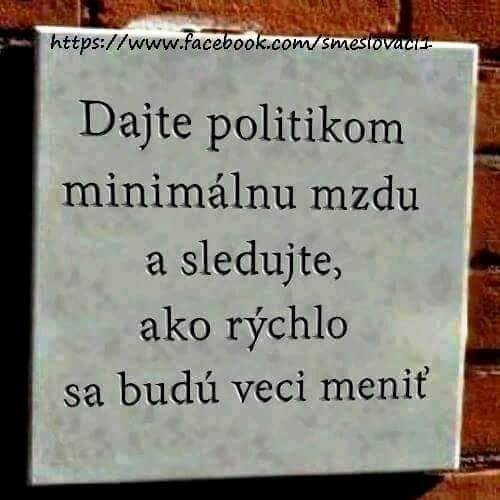 https://www.facebook.com/smeslovaci1
Dajte politikom
minimálnu mzdu
a sledujte,
ako rýchlo
sa budú veci meniť